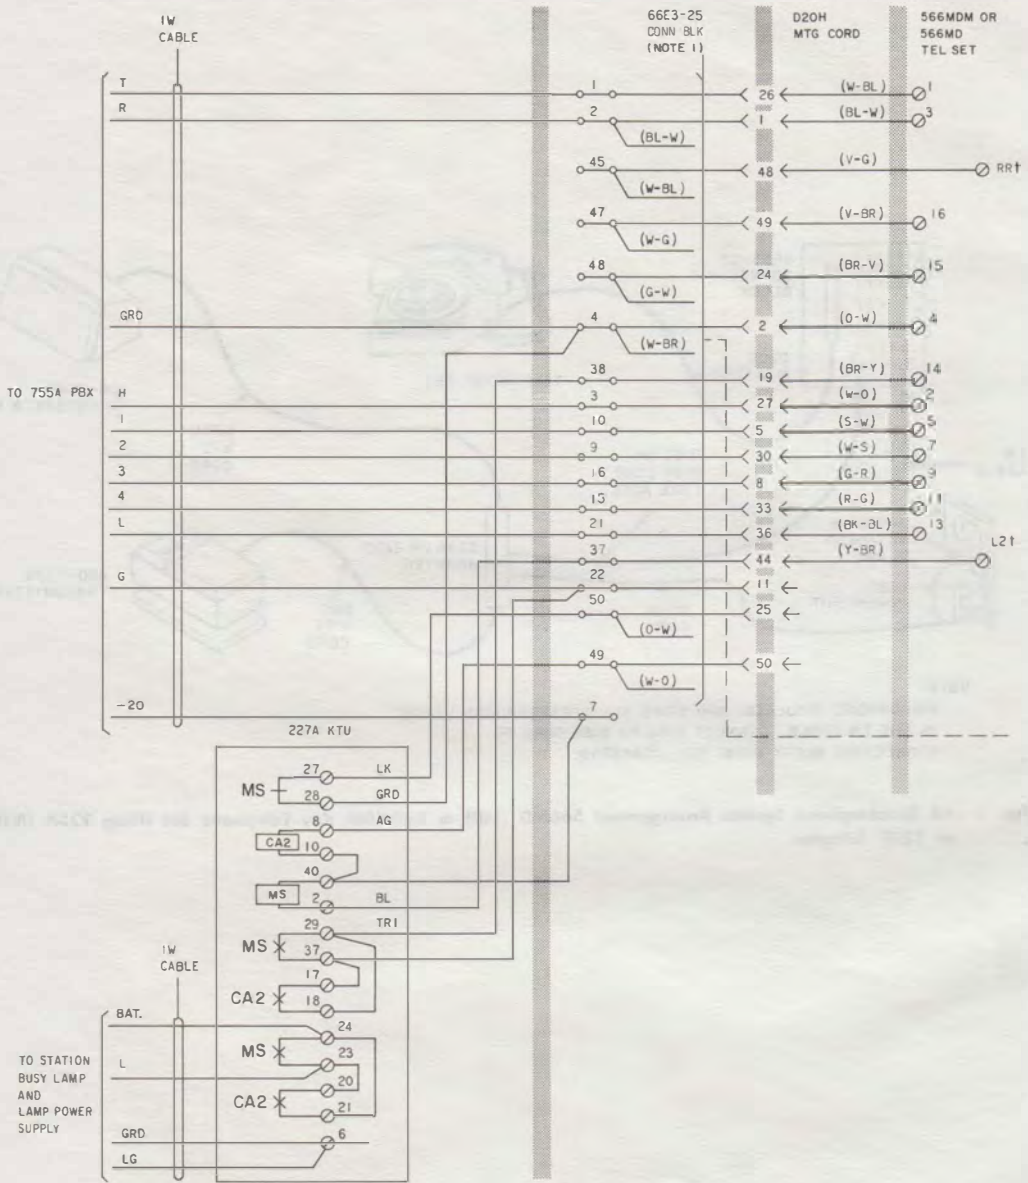 1W
CABLE
66E3-25
CONN BLK
(NOTE 1)
D20H
MTG CORD
566MDM OR
566MD
TEL SET
T 1 26 (W-BL) 1
R 2 1 (BL-W) 3
(BL-W)
45 48 (V-G) RR†
(W-BL)
47 49 (V-BR) 16
(W-G)
48 24 (BR-V) 15
(G-W)
GRD 4 2 (O-W) 4
(W-BR)
38 19 (BR-Y) 14
TO 755A PBX
H 3 27 (W-O) 2
1 10 5 (S-W) 5
2 9 30 (W-S) 7
3 16 8 (G-R) 9
4 15 33 (R-G) 11
L 21 36 (BK-BL) 13
37 44 (Y-BR) L2†
G 22 11
50 25
(O-W)
49 50
(W-O)
-20 7
227A KTU
27 LK
MS
28 GRD
8 AG
CA2
10
40
MS
2 BL
29 TR1
MS
37
17
CA2
18
1W
CABLE
BAT.
24
MS
23
L
20
CA2
21
TO STATION
BUSY LAMP
AND
LAMP POWER
SUPPLY
GRD 6
LG